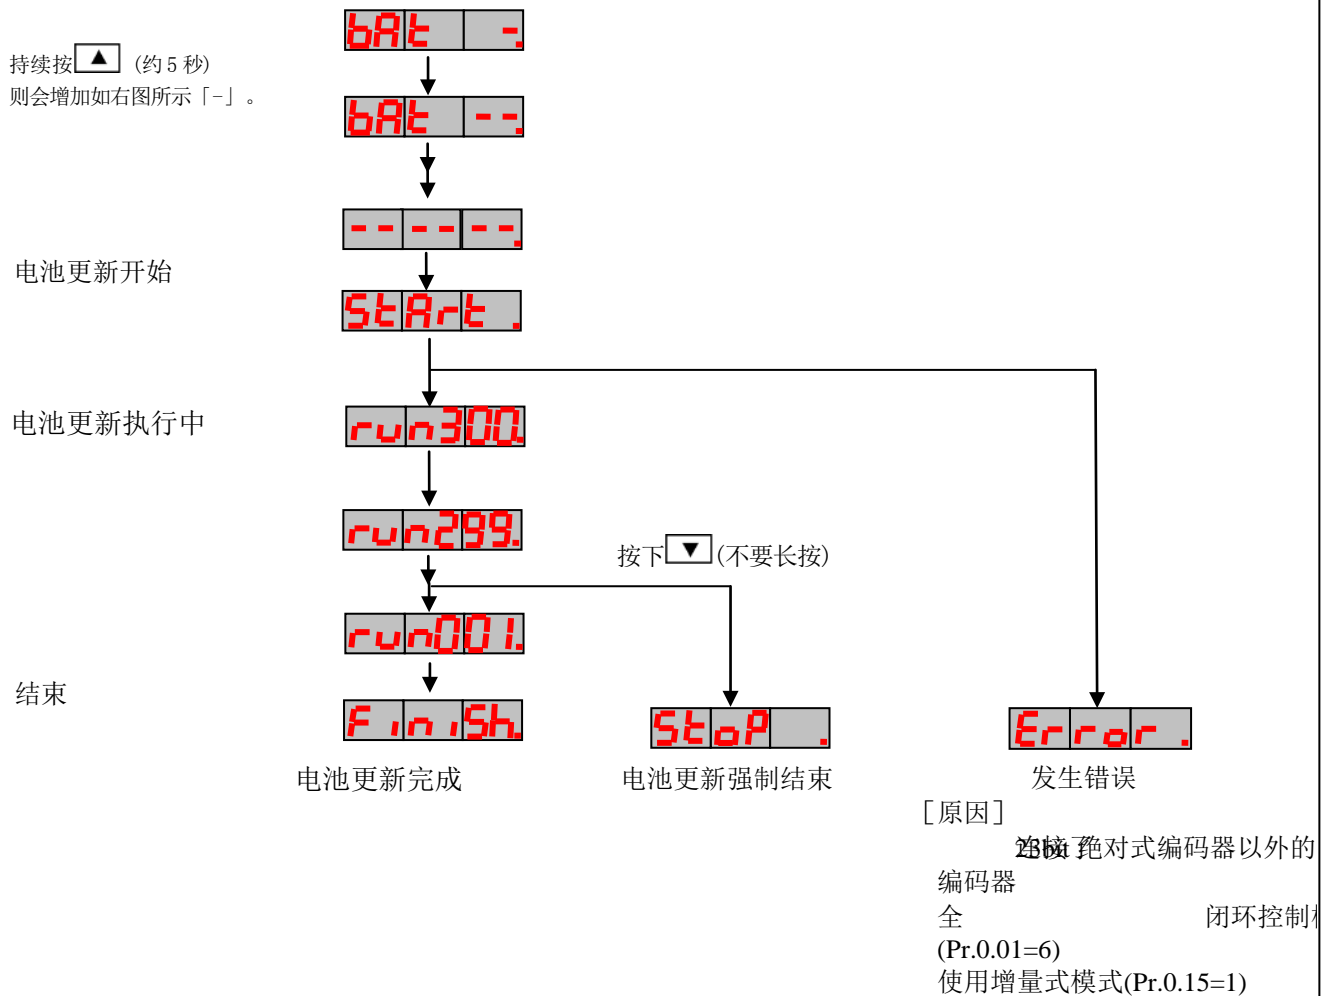 bAt -.
持续按▲ (约5秒)
则会增加如右图所示「-」。
bAt --.
------.
电池更新开始
StArt .
电池更新执行中
run300.
run299.
按下▼(不要长按)
run001.
结束
FiniSh.
StoP .
Error .
电池更新完成
电池更新强制结束
发生错误
[原因]
绝对式编码器以外的
编码器
全 闭环控制
(Pr.0.01=6)
使用增量式模式(Pr.0.15=1)